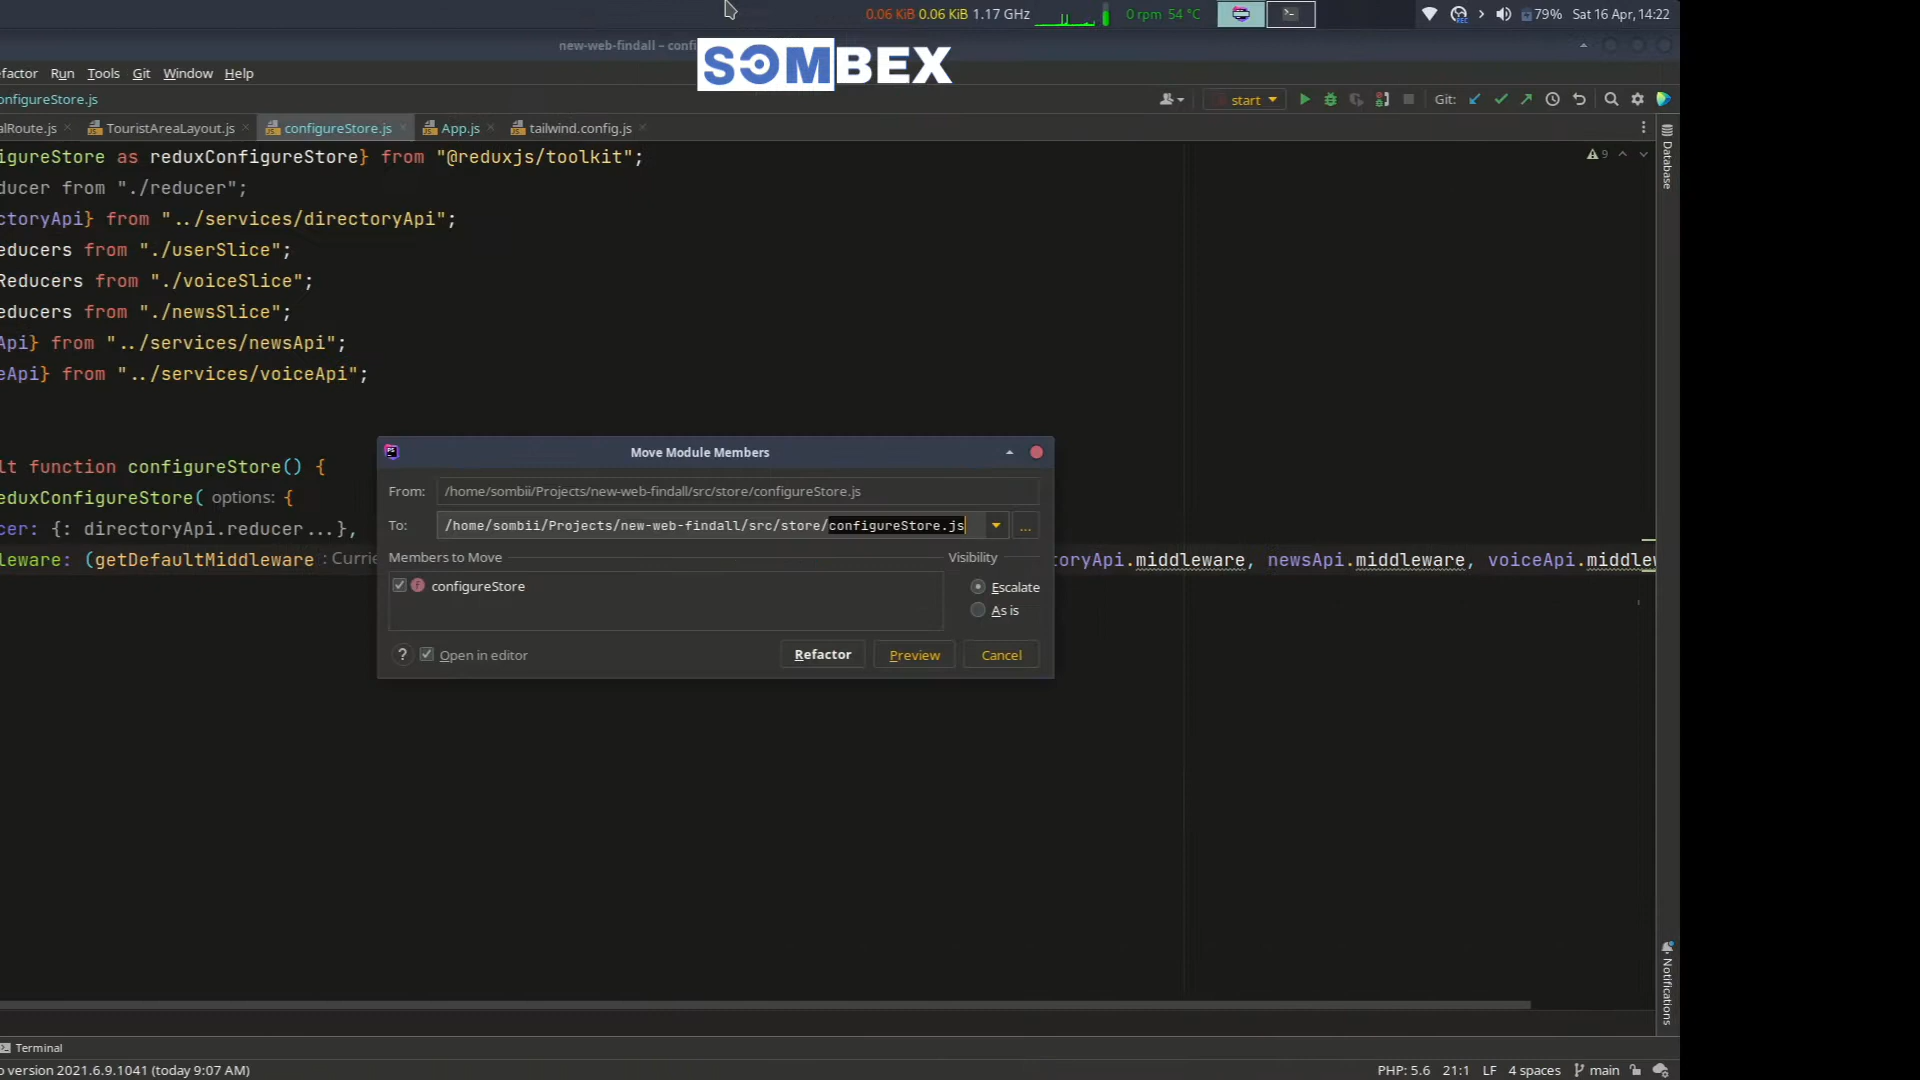 0.06 KiB 0.06 KiB 1.17 GHz 0 rpm 54 °C 79% Sat 16 Apr, 14:22
new-web-findall – confi
SOMBEX
factor Run Tools Git Window Help
onfigureStore.js
start Git:
alRoute.js TouristAreaLayout.js configureStore.js App.js tailwind.config.js
igureStore as reduxConfigureStore} from "@reduxjs/toolkit";
9
Database
ducer from "./reducer";
ctoryApi} from "../services/directoryApi";
educers from "./userSlice";
Reducers from "./voiceSlice";
educers from "./newsSlice";
Api} from "../services/newsApi";
eApi} from "../services/voiceApi";
lt function configureStore() {
eduxConfigureStore( options: {
cer: {: directoryApi.reducer...},
leware: (getDefaultMiddleware : Currie
oryApi.middleware, newsApi.middleware, voiceApi.middlew
PS Move Module Members
From: /home/sombii/Projects/new-web-findall/src/store/configureStore.js
To: /home/sombii/Projects/new-web-findall/src/store/configureStore.js ...
Members to Move Visibility
f configureStore
Escalate
As is
? Open in editor Refactor Preview Cancel
Notifications
Terminal
o version 2021.6.9.1041 (today 9:07 AM) PHP: 5.6 21:1 LF 4 spaces main